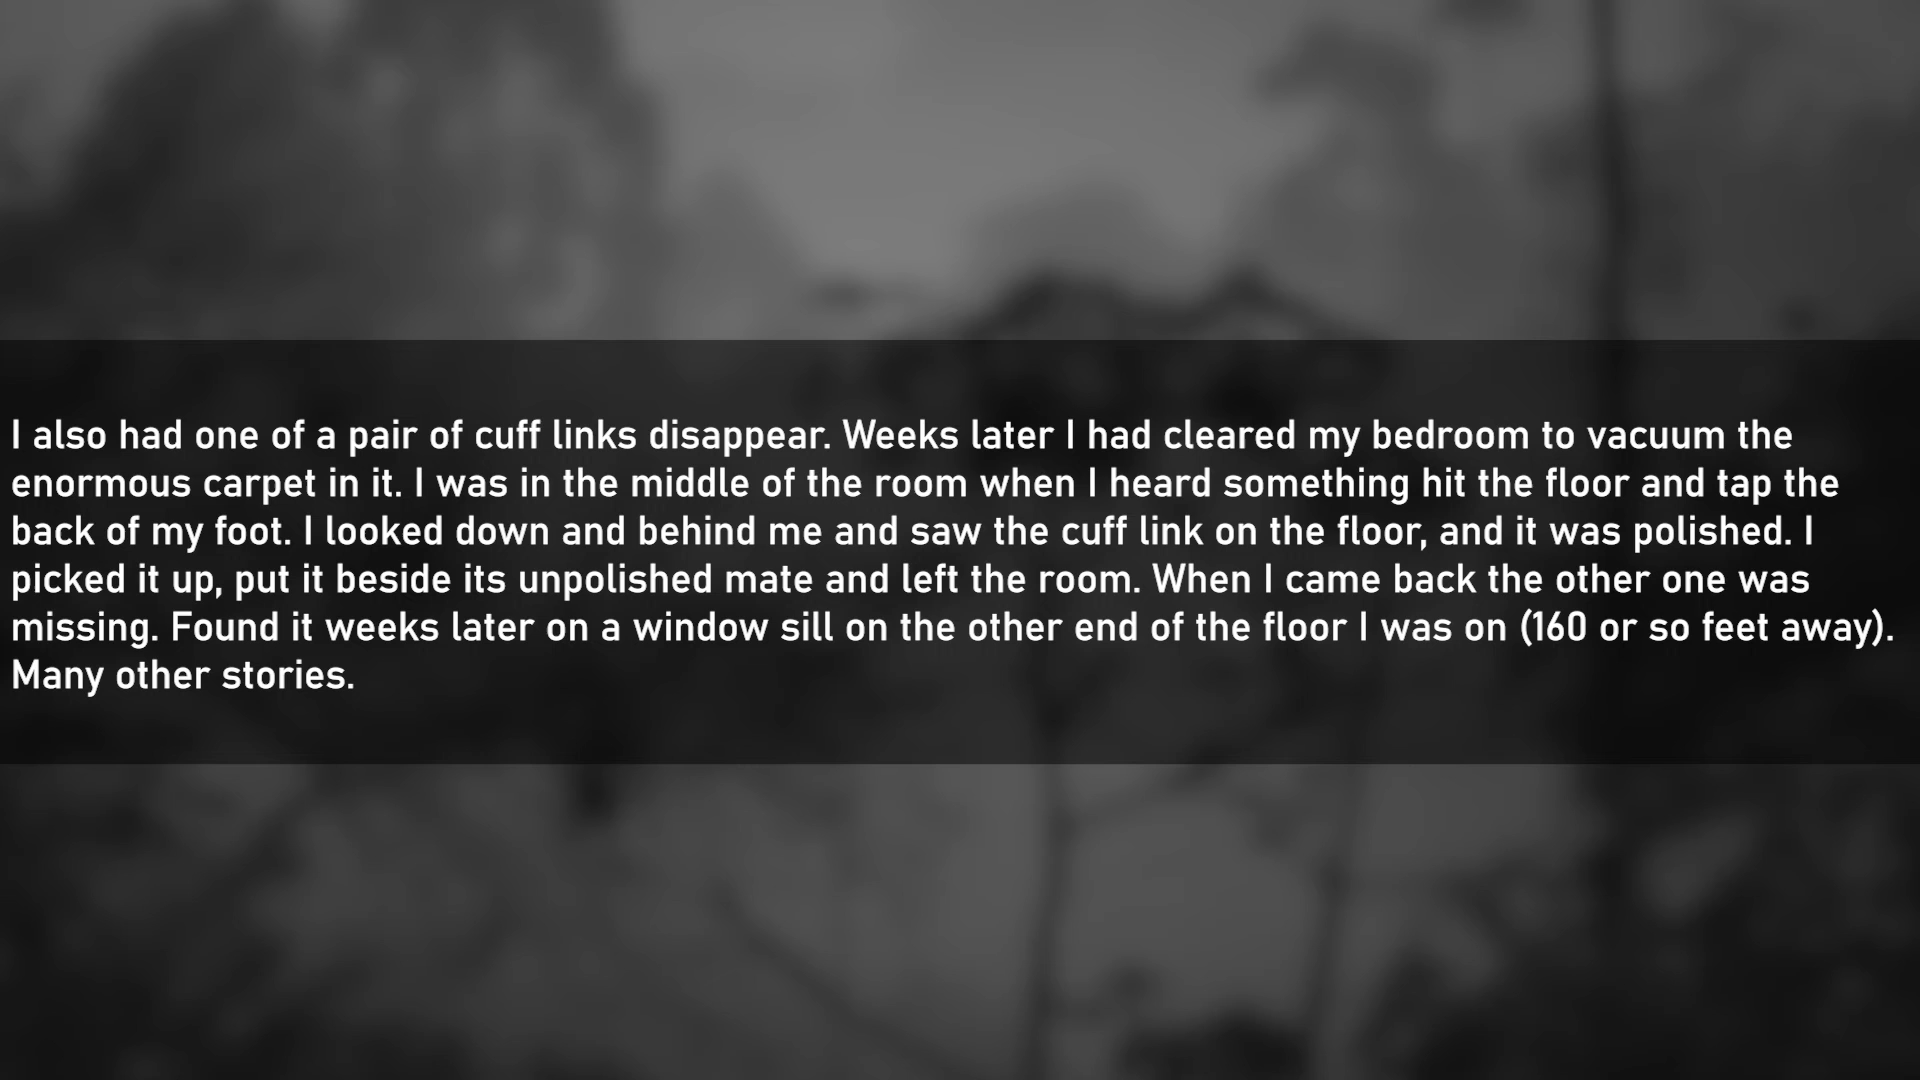 I also had one of a pair of cuff links disappear. Weeks later I had cleared my bedroom to vacuum the
enormous carpet in it. I was in the middle of the room when I heard something hit the floor and tap the
back of my foot. I looked down and behind me and saw the cuff link on the floor, and it was polished. I
picked it up, put it beside its unpolished mate and left the room. When I came back the other one was
missing. Found it weeks later on a window sill on the other end of the floor I was on (160 or so feet away).
Many other stories.